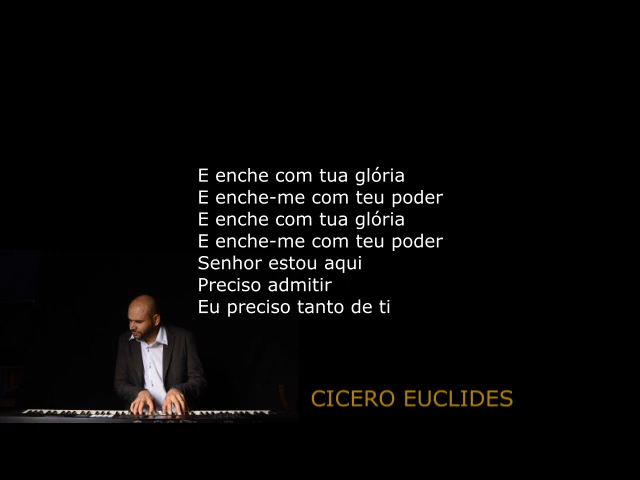 E enche com tua glória
E enche-me com teu poder
E enche com tua glória
E enche-me com teu poder
Senhor estou aqui
Preciso admitir
Eu preciso tanto de ti
CICERO EUCLIDES